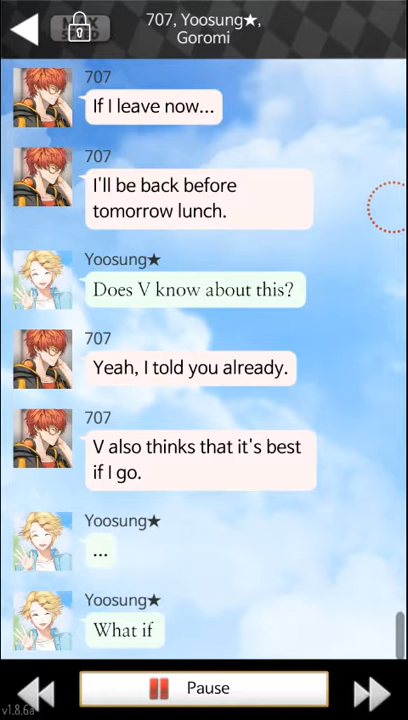 707, Yoosung★,
Goromi
707
If I leave now...
707
I'll be back before
tomorrow lunch.
Yoosung★
Does V know about this?
707
Yeah, I told you already.
707
V also thinks that it's best
if I go.
Yoosung★
...
Yoosung★
What if
Pause
v1.8.6a